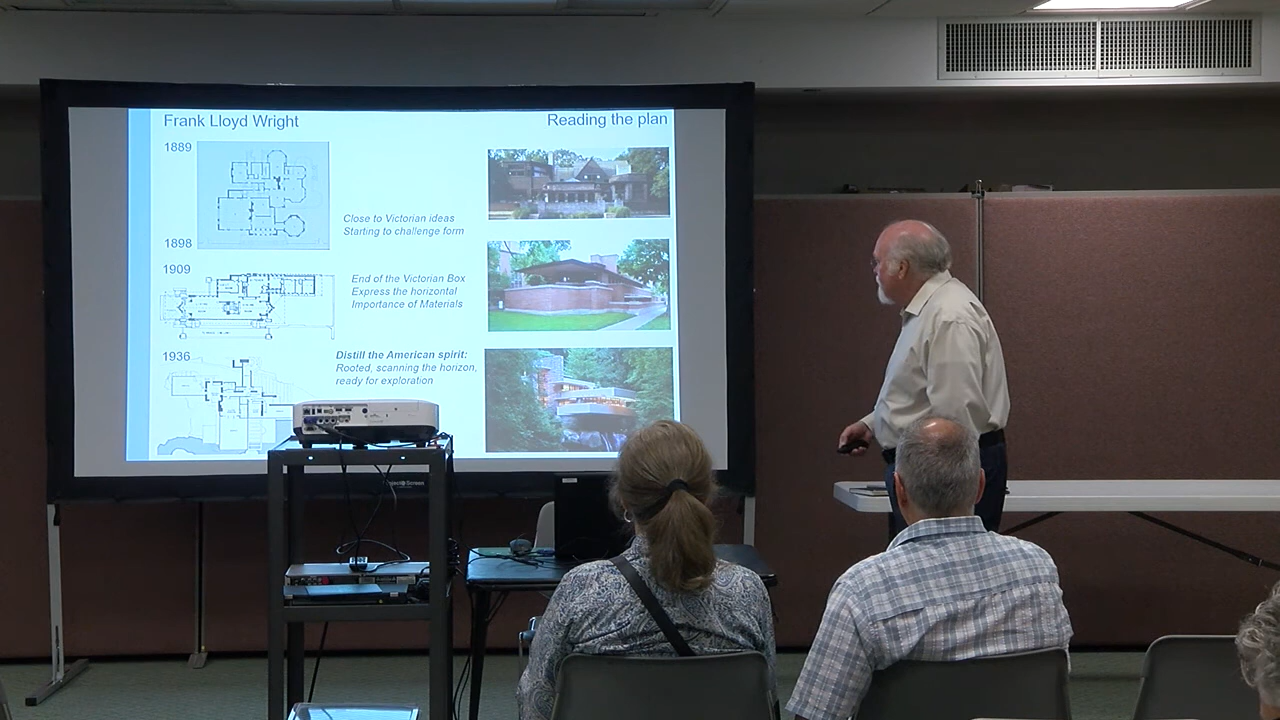 Frank Lloyd Wright
Reading the plan
1889
Close to Victorian ideas
Starting to challenge form
1898
1909
End of the Victorian Box
Express the horizontal
Importance of Materials
1936
Distill the American spirit:
Rooted, scanning the horizon,
ready for exploration
Screen